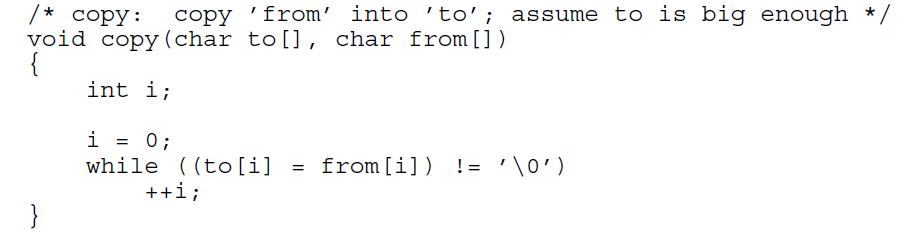 /* copy:  copy ’from’ into ’to’; assume to is big enough */
void copy(char to[], char from[])
{
    int i;

    i = 0;
    while ((to[i] = from[i]) != ’\0’)
        ++i;
}